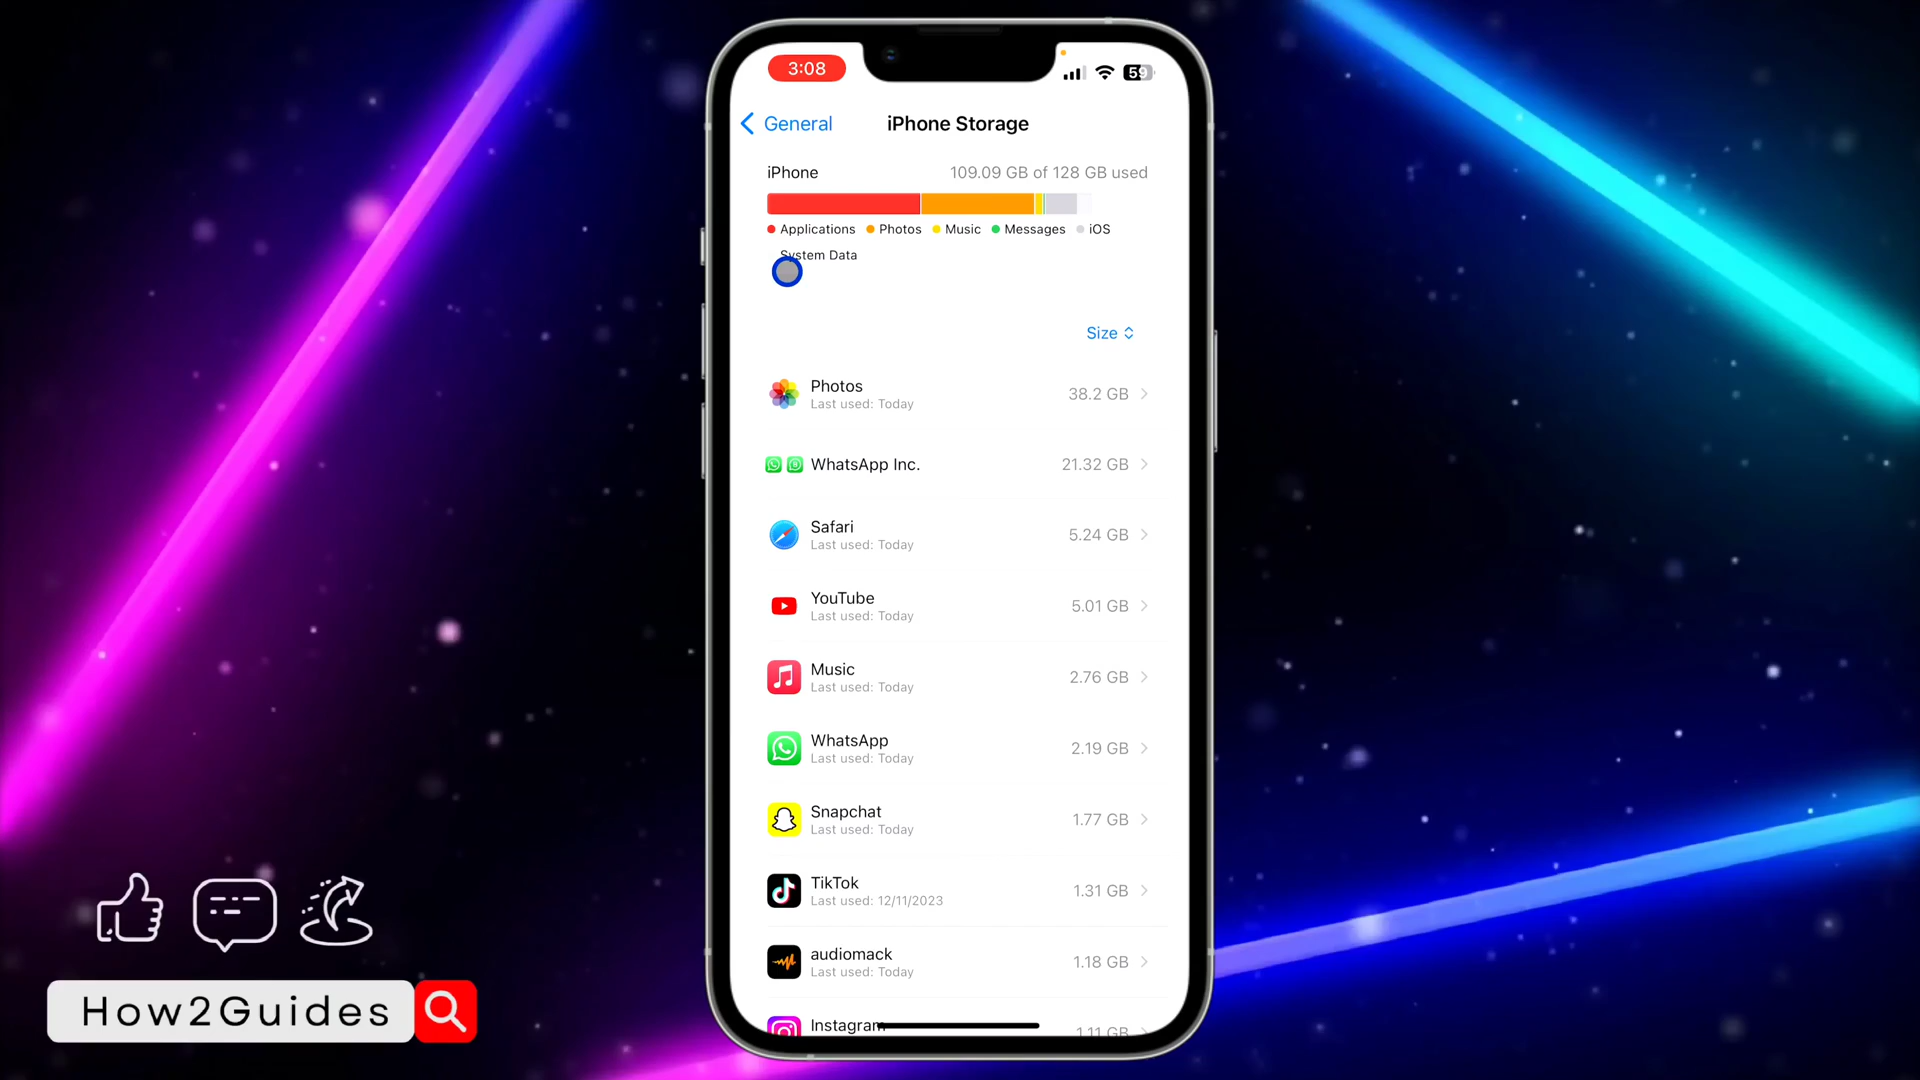 3:08
59
General
iPhone Storage
iPhone
109.09 GB of 128 GB used
Applications Photos Music Messages iOS
System Data
Size
Photos
Last used: Today
38.2 GB
WhatsApp Inc.
21.32 GB
Safari
Last used: Today
5.24 GB
YouTube
Last used: Today
5.01 GB
Music
Last used: Today
2.76 GB
WhatsApp
Last used: Today
2.19 GB
Snapchat
Last used: Today
1.77 GB
TikTok
Last used: 12/11/2023
1.31 GB
audiomack
Last used: Today
1.18 GB
Instagram
1.11 GB
How2Guides